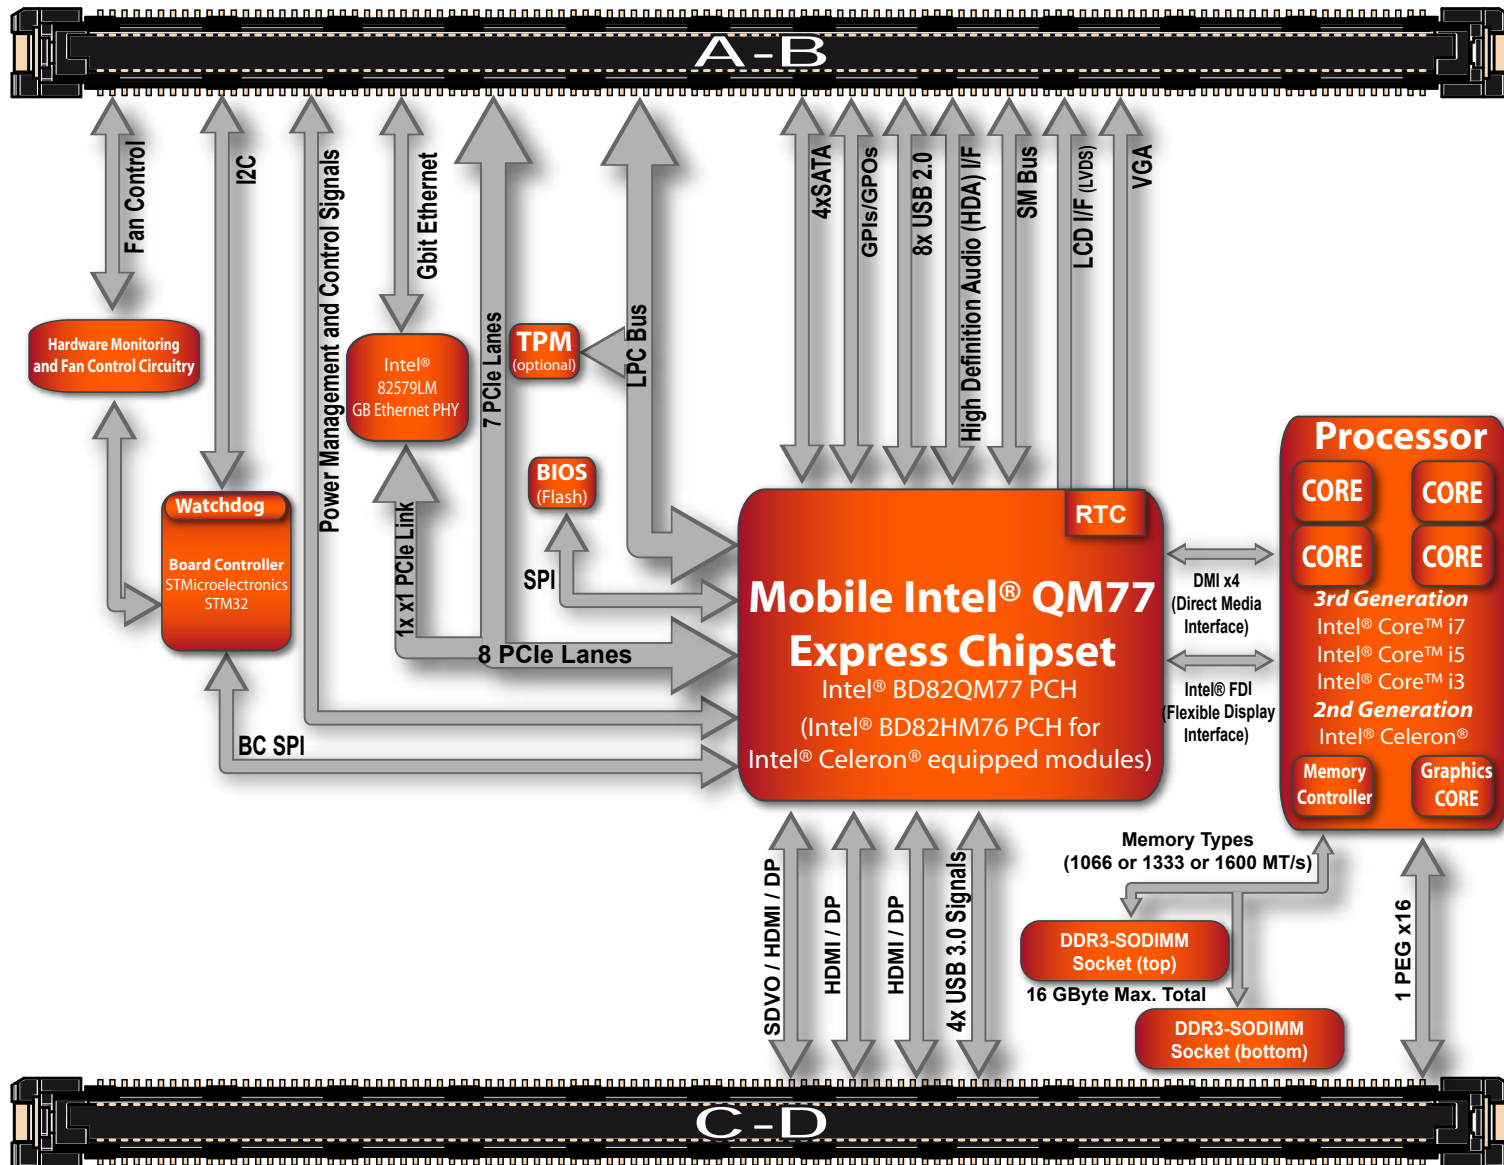 A-B
Fan Control
I2C
Power Management and Control Signals
Gbit Ethernet
7 PCIe Lanes
LPC Bus
4xSATA
GPIs/GPOs
8x USB 2.0
High Definition Audio (HDA) I/F
SM Bus
LCD I/F (LVDS)
VGA
Hardware Monitoring
and Fan Control Circuitry
Intel®
82579LM
GB Ethernet PHY
TPM
(optional)
BIOS
(Flash)
SPI
1x x1 PCIe Link
8 PCIe Lanes
Watchdog
Board Controller
STMicroelectronics
STM32
BC SPI
RTC
Mobile Intel® QM77
Express Chipset
Intel® BD82QM77 PCH
(Intel® BD82HM76 PCH for
Intel® Celeron® equipped modules)
DMI x4
(Direct Media
Interface)
Intel® FDI
(Flexible Display
Interface)
Processor
CORE
CORE
CORE
CORE
3rd Generation
Intel® Core™ i7
Intel® Core™ i5
Intel® Core™ i3
2nd Generation
Intel® Celeron®
Memory
Controller
Graphics
CORE
SDVO / HDMI / DP
HDMI / DP
HDMI / DP
4x USB 3.0 Signals
Memory Types
(1066 or 1333 or 1600 MT/s)
DDR3-SODIMM
Socket (top)
16 GByte Max. Total
DDR3-SODIMM
Socket (bottom)
1 PEG x16
C-D